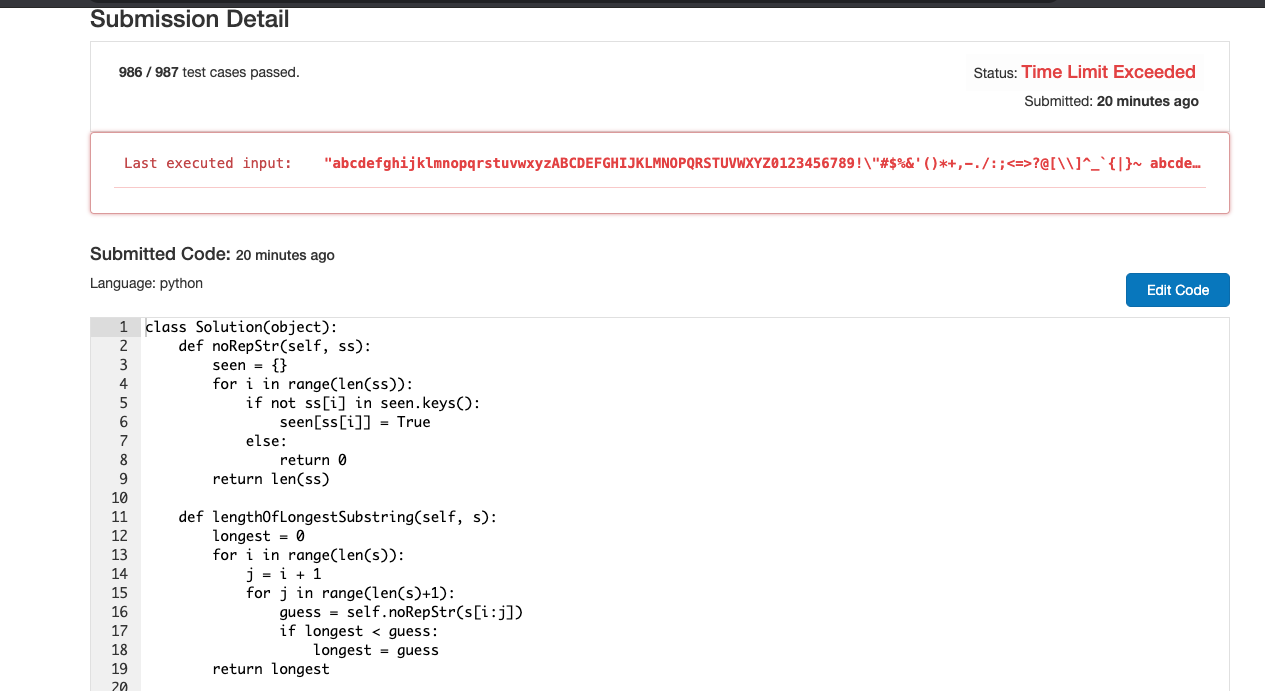 Submission Detail
986 / 987 test cases passed.
Status: Time Limit Exceeded
Submitted: 20 minutes ago
Last executed input: "abcdefghijklmnopqrstuvwxyzABCDEFGHIJKLMNOPQRSTUVWXYZ0123456789!\"#$%&'()*+,-./:;<=>?@[\\]^_`{|}~ abcde…
Submitted Code: 20 minutes ago
Language: python
Edit Code
1 class Solution(object):
2     def noRepStr(self, ss):
3         seen = {}
4         for i in range(len(ss)):
5             if not ss[i] in seen.keys():
6                 seen[ss[i]] = True
7             else:
8                 return 0
9         return len(ss)
10
11     def lengthOfLongestSubstring(self, s):
12         longest = 0
13         for i in range(len(s)):
14             j = i + 1
15             for j in range(len(s)+1):
16                 guess = self.noRepStr(s[i:j])
17                 if longest < guess:
18                     longest = guess
19         return longest
20